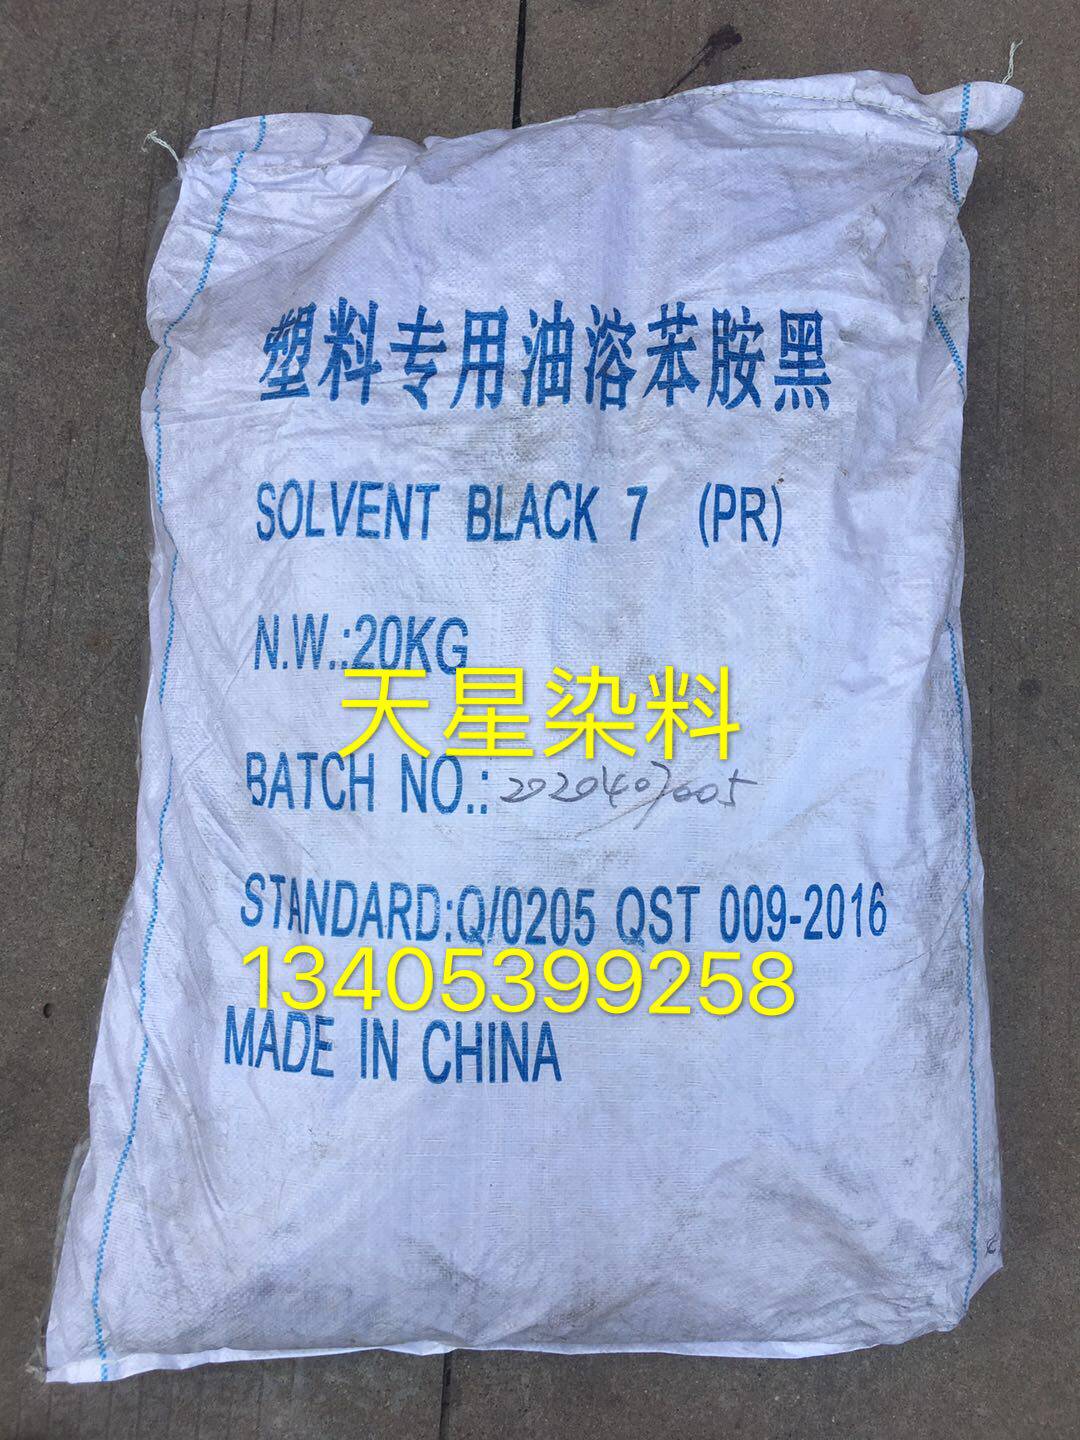 塑料专用油溶苯胺黑
SOLVENT BLACK 7 (PR)
N.W.:20KG
天星染料
BATCH NO.: 2020407005
STANDARD:Q/0205 QST 009-2016
13405399258
MADE IN CHINA